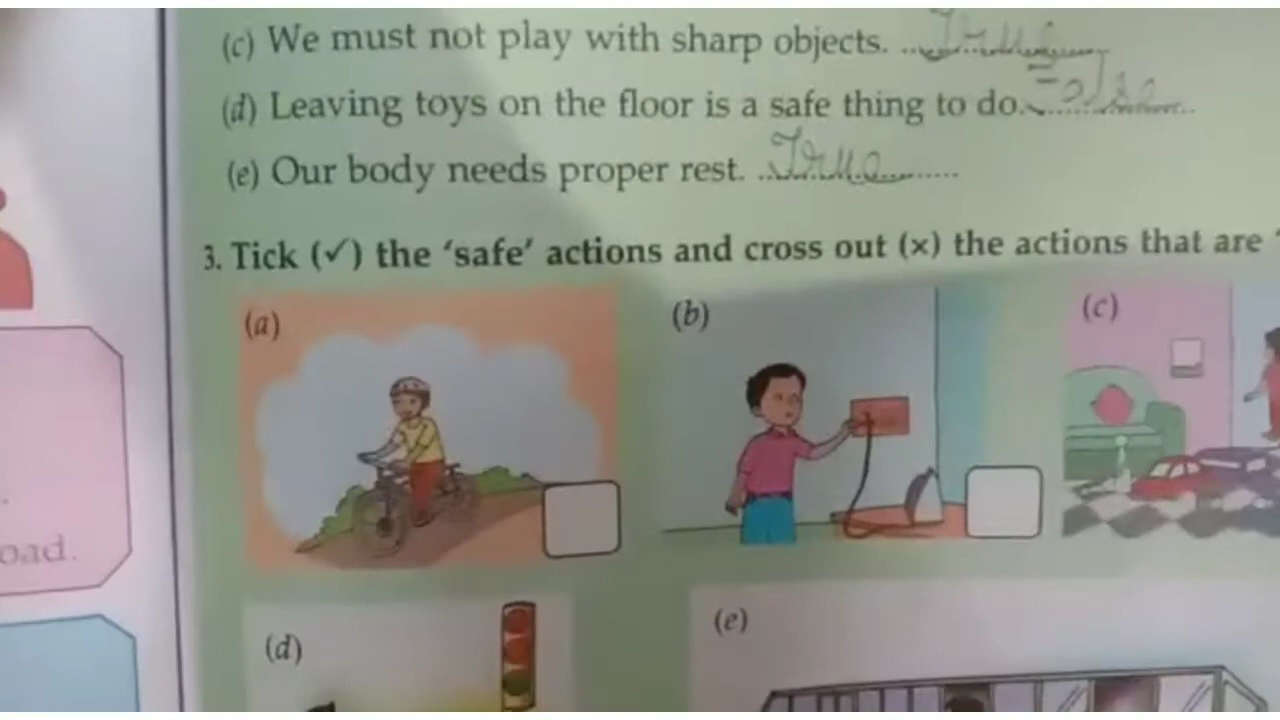 (c) We must not play with sharp objects. True
(d) Leaving toys on the floor is a safe thing to do. False
(e) Our body needs proper rest. True
3. Tick (✓) the ‘safe’ actions and cross out (×) the actions that are ‘
(a)
(b)
(c)
oad.
(d)
(e)